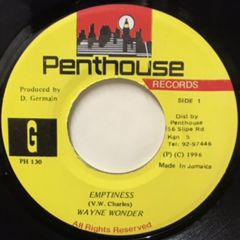 Penthouse
RECORDS
Produced by
D. Germain
SIDE 1
G
PH 130
Dist by
Penthouse
56 Slipe Rd.
Kgn 5
Tel: 92-97446
(P) (C) 1996
Made In Jamaica
EMPTINESS
(V.W. Charles)
WAYNE WONDER
All Rights Reserved